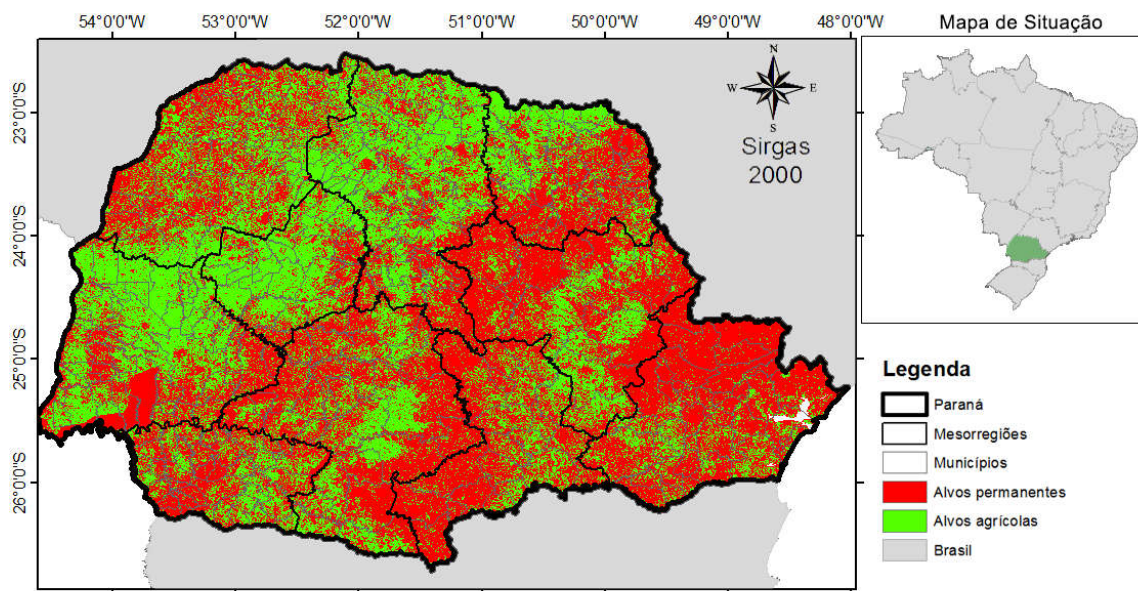 54°0'0"W 53°0'0"W 52°0'0"W 51°0'0"W 50°0'0"W 49°0'0"W 48°0'0"W
Mapa de Situação
N
W E
S
Sirgas
2000
23°0'0"S
24°0'0"S
25°0'0"S
26°0'0"S
Legenda
Paraná
Mesorregiões
Municípios
Alvos permanentes
Alvos agrícolas
Brasil